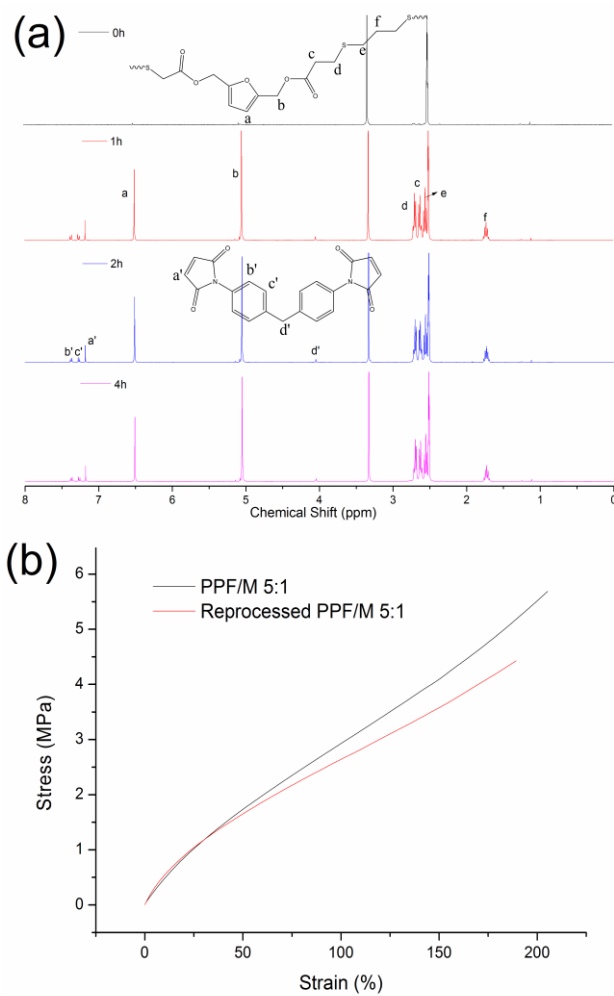 (a)
0h
S
O
O
O
O
O
S
S
a
b
c
d
e
f
1h
a
b
d
c
e
f
2h
a'
O
N
O
b'
c'
d'
O
N
O
b' c' a'
d'
4h
8 7 6 5 4 3 2 1 0
Chemical Shift (ppm)
(b)
PPF/M 5:1
Reprocessed PPF/M 5:1
6
5
4
3
2
1
0
Stress (MPa)
0 50 100 150 200
Strain (%)